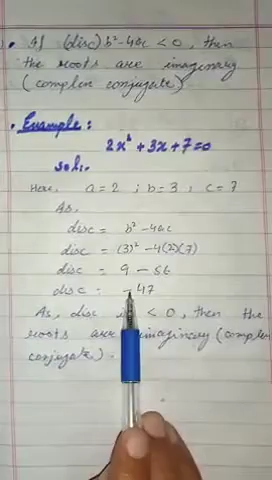 • If (disc) b² - 4ac < 0, then
the roots are imaginary
(complex conjugate)
• Example :
2x² + 3x + 7 = 0
sol:.
Here, a = 2 ; b = 3 ; c = 7
As.
disc = b² - 4ac
disc = (3)² - 4(2)(7)
disc = 9 - 56
disc = -47
As, disc < 0, then the
roots are imaginary (complex
conjugate).